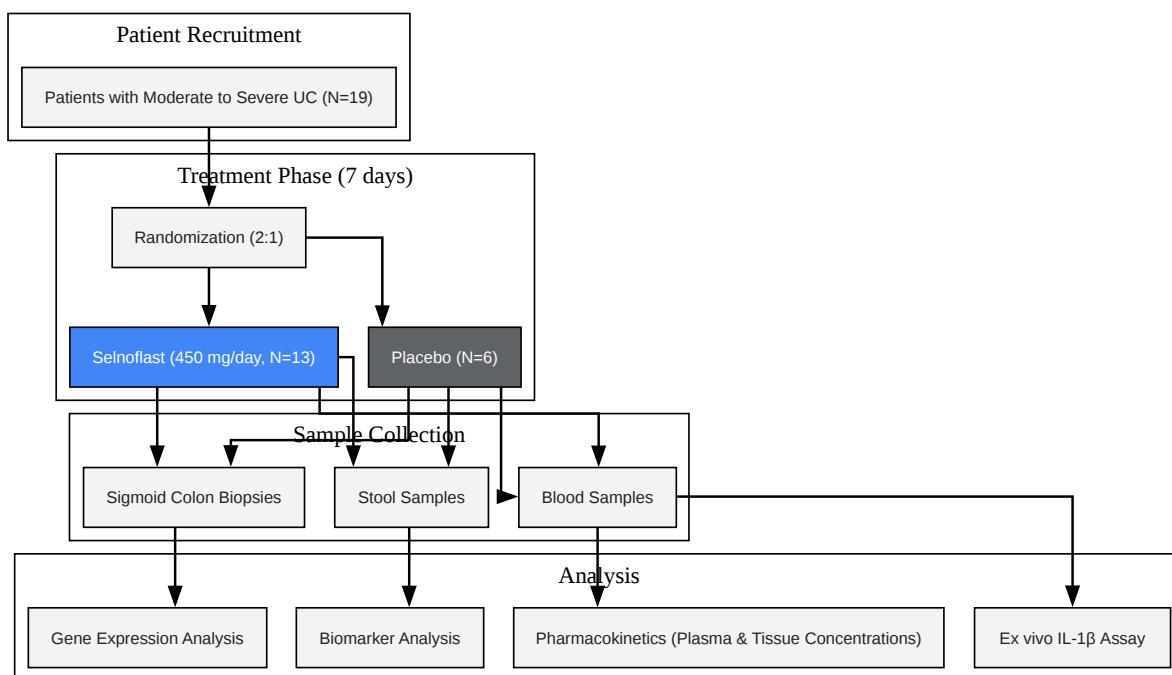 Patient Recruitment
Patients with Moderate to Severe UC (N=19)
Treatment Phase (7 days)
Randomization (2:1)
Selnoflast (450 mg/day, N=13)
Placebo (N=6)
Sample Collection
Sigmoid Colon Biopsies
Stool Samples
Blood Samples
Analysis
Gene Expression Analysis
Biomarker Analysis
Pharmacokinetics (Plasma & Tissue Concentrations)
Ex vivo IL-1β Assay